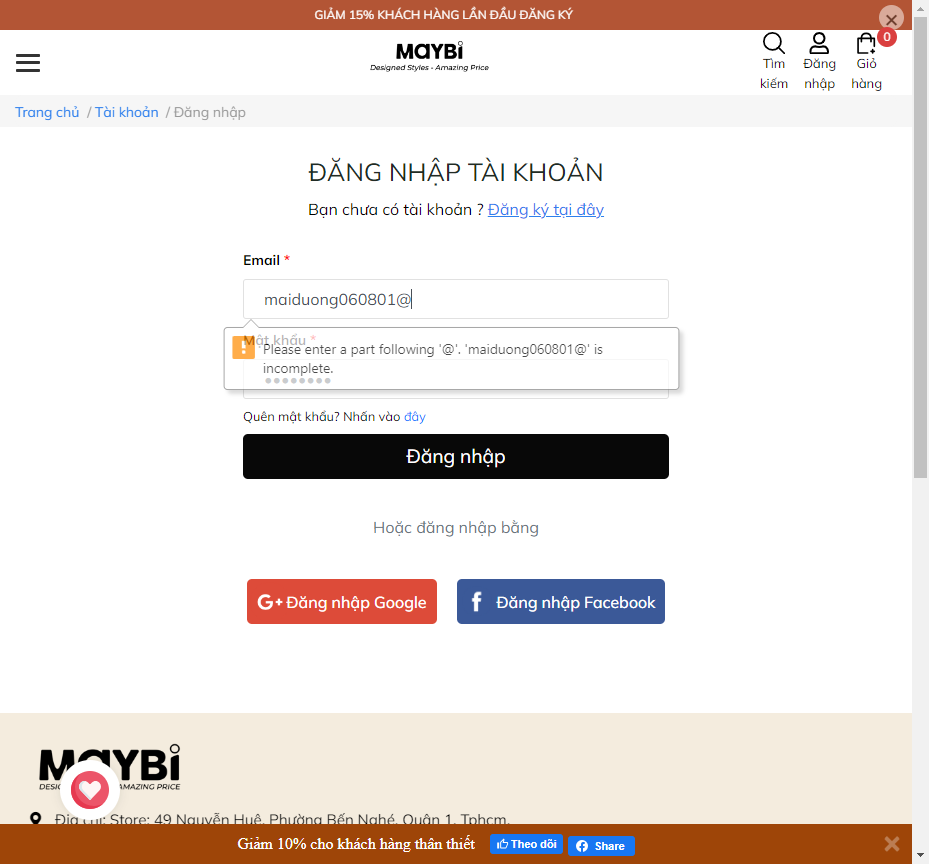 GIẢM 15% KHÁCH HÀNG LẦN ĐẦU ĐĂNG KÝ
MAYBI
Designed Styles - Amazing Price
Tìm kiếm
Đăng nhập
0
Giỏ hàng
Trang chủ / Tài khoản / Đăng nhập
ĐĂNG NHẬP TÀI KHOẢN
Bạn chưa có tài khoản ? Đăng ký tại đây
Email *
maiduong060801@
Mật khẩu *
Please enter a part following '@'. 'maiduong060801@' is
incomplete.
Quên mật khẩu? Nhấn vào đây
Đăng nhập
Hoặc đăng nhập bằng
G+ Đăng nhập Google
f Đăng nhập Facebook
MAYBI
AMAZING PRICE
Địa chỉ: Store: 49 Nguyễn Huệ, Phường Bến Nghé, Quận 1, Tphcm.
Giảm 10% cho khách hàng thân thiết
Theo dõi
Share